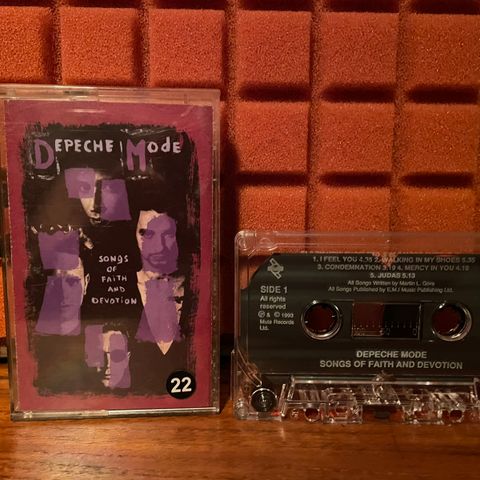 DEPECHE MODE
SONGS
OF
FAITH
AND
DEVOTION
22
1. I FEEL YOU 4.35 2. WALKING IN MY SHOES 5.35
3. CONDEMNATION 3.19 4. MERCY IN YOU 4.18
5. JUDAS 5.13
All Songs Written by Martin L. Gore
All Songs Published by E.M.I Music Publishing Ltd.
SIDE 1
All rights
reserved
℗ & © 1993
Mute Records
Ltd.
DEPECHE MODE
SONGS OF FAITH AND DEVOTION